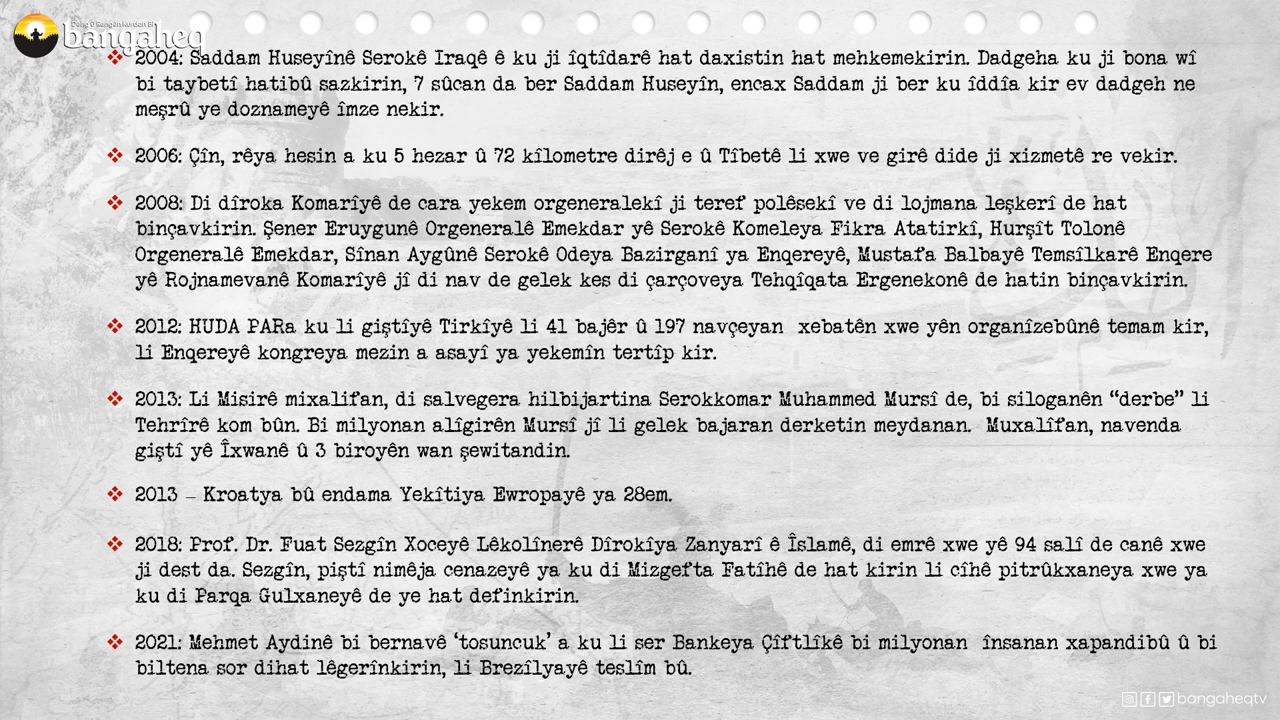 Deng û Rengên Kurdan Bi
bangaheq
2004: Saddam Huseyînê Serokê Iraqê ê ku ji îqtîdarê hat daxistin hat mehkemekirin. Dadgeha ku ji bona wî
bi taybetî hatibû sazkirin, 7 sûcan da ber Saddam Huseyîn, encax Saddam ji ber ku îddîa kir ev dadgeh ne
meşrû ye doznameyê îmze nekir.
2006: Çîn, rêya hesin a ku 5 hezar û 72 kîlometre dirêj e û Tîbetê li xwe ve girê dide ji xizmetê re vekir.
2008: Di dîroka Komarîyê de cara yekem orgeneralekî ji teref polêsekî ve di lojmana leşkerî de hat
binçavkirin. Şener Eruygunê Orgeneralê Emekdar yê Serokê Komeleya Fikra Atatirkî, Hurşît Tolonê
Orgeneralê Emekdar, Sînan Aygûnê Serokê Odeya Bazirganî ya Enqereyê, Mustafa Balbayê Temsîlkarê Enqere
yê Rojnamevanê Komarîyê jî di nav de gelek kes di çarçoveya Tehqîqata Ergenekonê de hatin binçavkirin.
2012: HUDA PARa ku li giştîyê Tirkîyê li 41 bajêr û 197 navçeyan  xebatên xwe yên organîzebûnê temam kir,
li Enqereyê kongreya mezin a asayî ya yekemîn tertîp kir.
2013: Li Misirê mixalifan, di salvegera hilbijartina Serokkomar Muhammed Mursî de, bi siloganên “derbe” li
Tehrîrê kom bûn. Bi milyonan alîgirên Mursî jî li gelek bajaran derketin meydanan.  Muxalîfan, navenda
giştî yê Îxwanê û 3 biroyên wan şewitandin.
2013 – Kroatya bû endama Yekîtiya Ewropayê ya 28em.
2018: Prof. Dr. Fuat Sezgîn Xoceyê Lêkolînerê Dîrokîya Zanyarî ê Îslamê, di emrê xwe yê 94 salî de canê xwe
ji dest da. Sezgîn, piştî nimêja cenazeyê ya ku di Mizgefta Fatîhê de hat kirin li cîhê pitrûkxaneya xwe ya
ku di Parqa Gulxaneyê de ye hat definkirin.
2021: Mehmet Aydinê bi bernavê ‘tosuncuk’ a ku li ser Bankeya Çîftlîkê bi milyonan  însanan xapandibû û bi
biltena sor dihat lêgerînkirin, li Brezîlyayê teslîm bû.
bangaheqtv